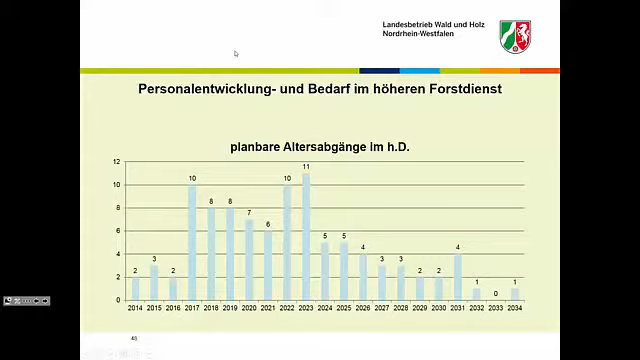 Landesbetrieb Wald und Holz
Nordrhein-Westfalen
Personalentwicklung- und Bedarf im höheren Forstdienst
planbare Altersabgänge im h.D.
12
10
8
6
4
2
0
2 3 2 10 8 8 7 6 10 11 5 5 4 3 3 2 2 4 1 0 1
2014 2015 2016 2017 2018 2019 2020 2021 2022 2023 2024 2025 2026 2027 2028 2029 2030 2031 2032 2033 2034
48